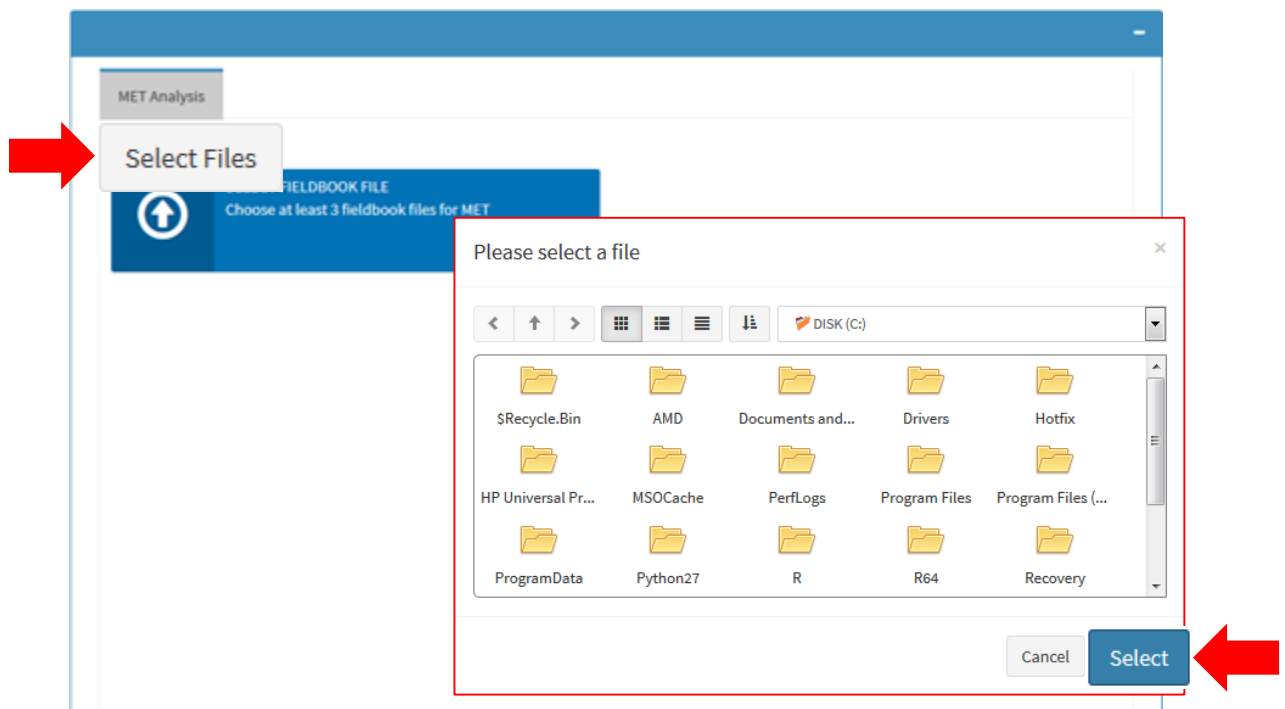 MET Analysis
Select Files
FIELDBOOK FILE
Choose at least 3 fieldbook files for MET
Please select a file
DISK (C:)
$Recycle.Bin
AMD
Documents and...
Drivers
Hotfix
HP Universal Pr...
MSOCache
PerfLogs
Program Files
Program Files (...
ProgramData
Python27
R
R64
Recovery
Cancel
Select